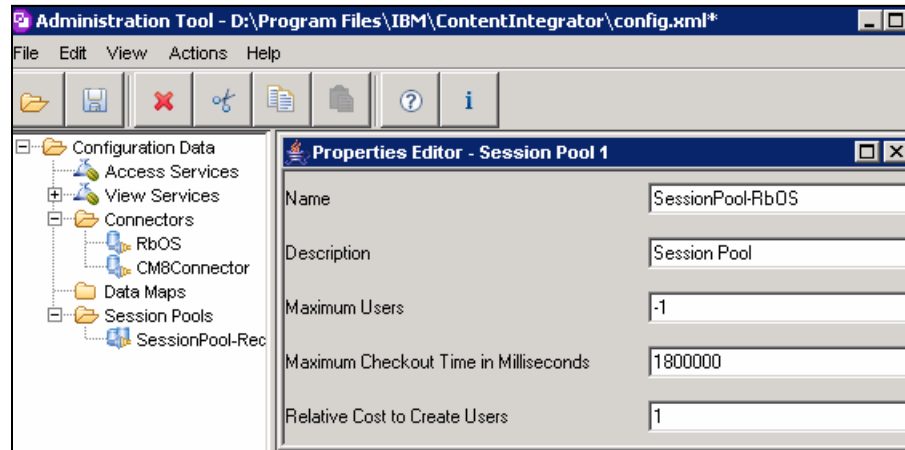 Administration Tool - D:\Program Files\IBM\ContentIntegrator\config.xml*
File Edit View Actions Help
Configuration Data
Access Services
View Services
Connectors
RbOS
CM8Connector
Data Maps
Session Pools
SessionPool-Rec
Properties Editor - Session Pool 1
Name SessionPool-RbOS
Description Session Pool
Maximum Users -1
Maximum Checkout Time in Milliseconds 1800000
Relative Cost to Create Users 1